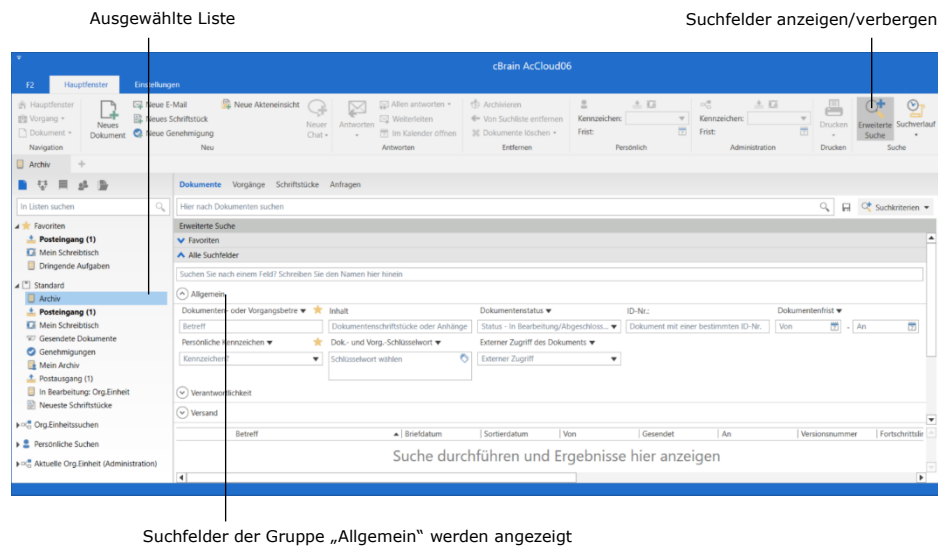 Ausgewählte Liste
Suchfelder anzeigen/verbergen
cBrain AcCloud06
F2 Hauptfenster Einstellungen
Hauptfenster
Vorgang
Dokument
Navigation
Neues Dokument
Neue E-Mail
Neues Schriftstück
Neue Genehmigung
Neue Akteneinsicht
Neu
Neuer Chat
Antworten
Allen antworten
Weiterleiten
Im Kalender öffnen
Antworten
Archivieren
Von Suchliste entfernen
Dokumente löschen
Entfernen
Kennzeichen:
Frist:
Persönlich
Kennzeichen:
Frist:
Administration
Drucken
Drucken
Erweiterte Suche
Suchverlauf
Suche
Archiv +
Dokumente Vorgänge Schriftstücke Anfragen
In Listen suchen
Hier nach Dokumenten suchen
Suchkriterien
Favoriten
Posteingang (1)
Mein Schreibtisch
Dringende Aufgaben
Standard
Archiv
Posteingang (1)
Mein Schreibtisch
Gesendete Dokumente
Genehmigungen
Mein Archiv
Postausgang (1)
In Bearbeitung: Org.Einheit
Neueste Schriftstücke
Org.Einheitssuchen
Persönliche Suchen
Aktuelle Org.Einheit (Administration)
Erweiterte Suche
Favoriten
Alle Suchfelder
Suchen Sie nach einem Feld? Schreiben Sie den Namen hier hinein
Allgemein
Dokumenten- oder Vorgangsbetre Inhalt Dokumentenstatus ID-Nr.: Dokumentenfrist
Betreff Dokumentenschriftstücke oder Anhänge Status - In Bearbeitung/Abgeschloss... Dokument mit einer bestimmten ID-Nr. Von - An
Persönliche Kennzeichen Dok.- und Vorg.-Schlüsselwort Externer Zugriff des Dokuments
Kennzeichen? Schlüsselwort wählen Externer Zugriff
Verantwortlichkeit
Versand
Betreff Briefdatum Sortierdatum Von Gesendet An Versionsnummer Fortschrittslir
Suche durchführen und Ergebnisse hier anzeigen
Suchfelder der Gruppe „Allgemein“ werden angezeigt